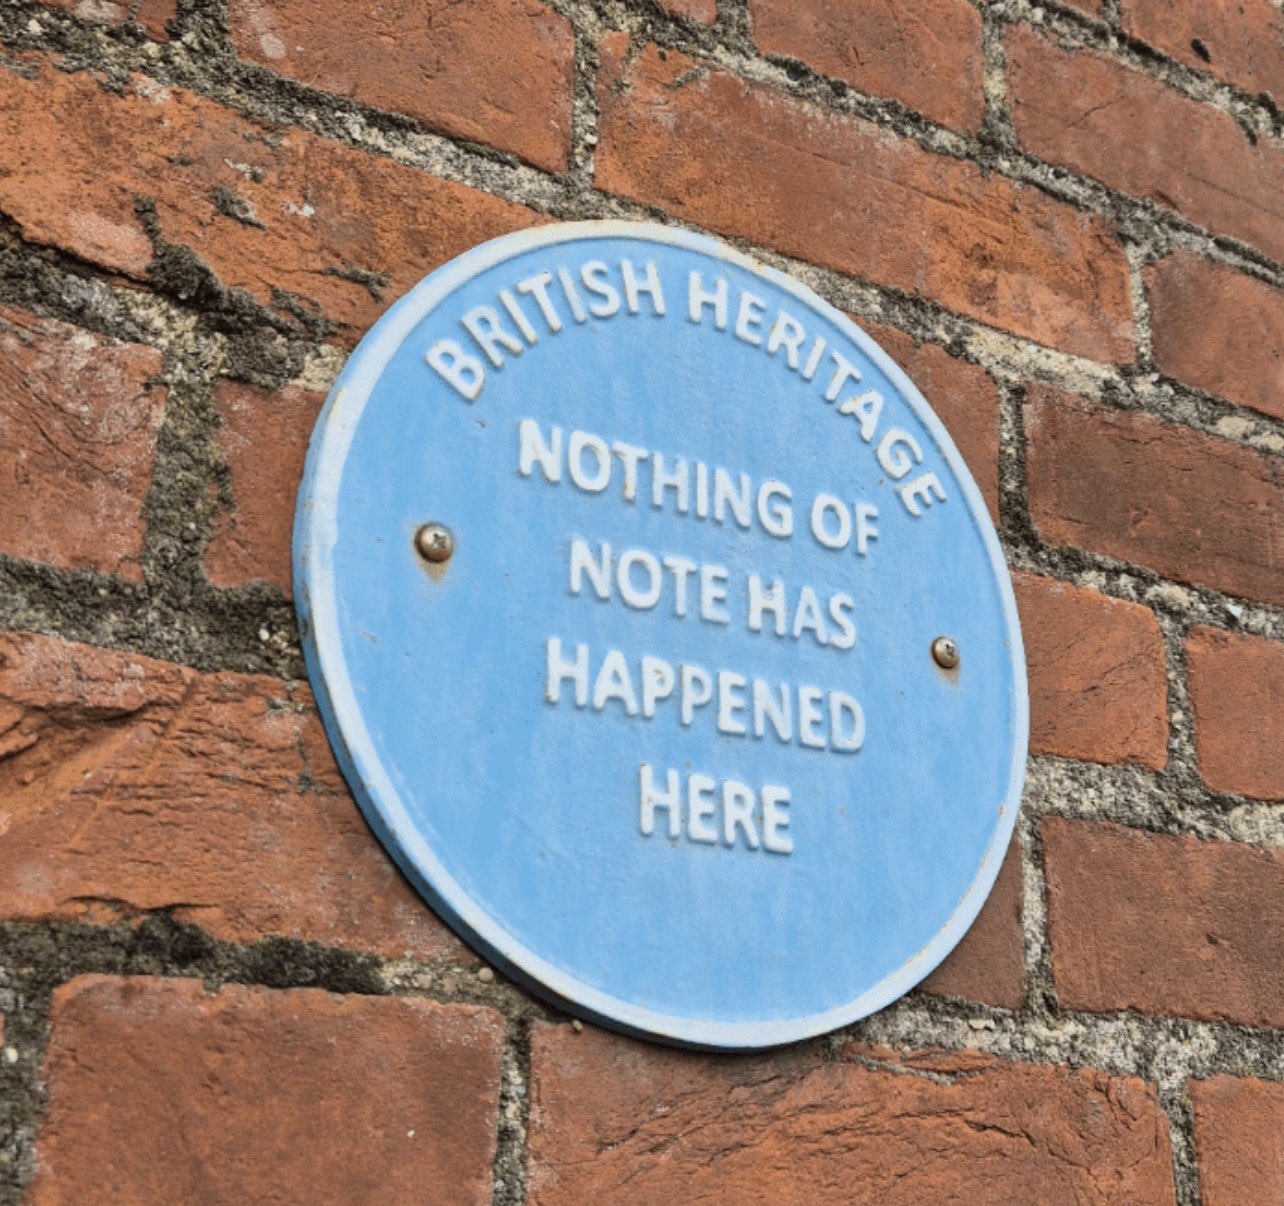 BRITISH HERITAGE
NOTHING OF
NOTE HAS
HAPPENED
HERE